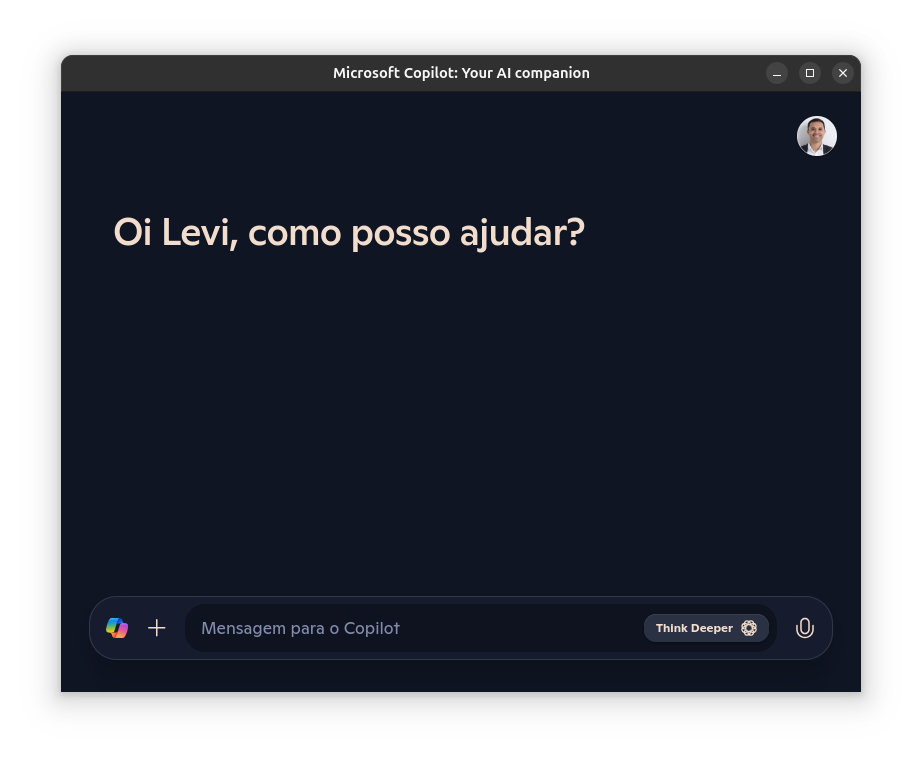 Microsoft Copilot: Your AI companion
Oi Levi, como posso ajudar?
Mensagem para o Copilot
Think Deeper